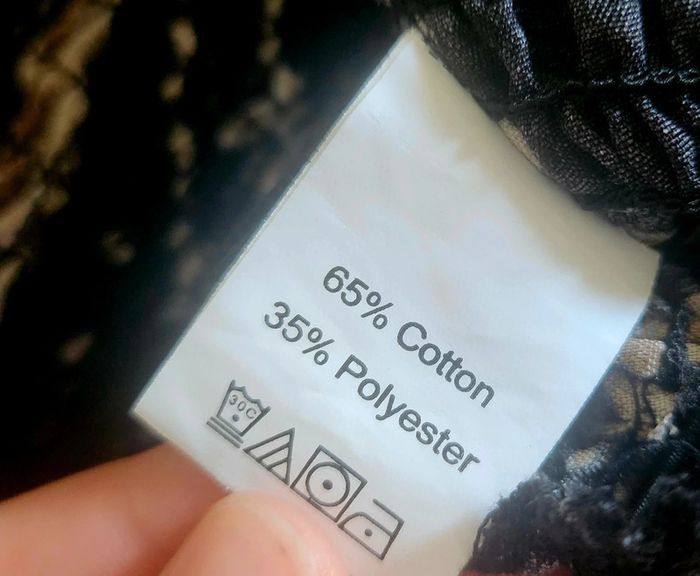 65% Cotton
35% Polyester
30C